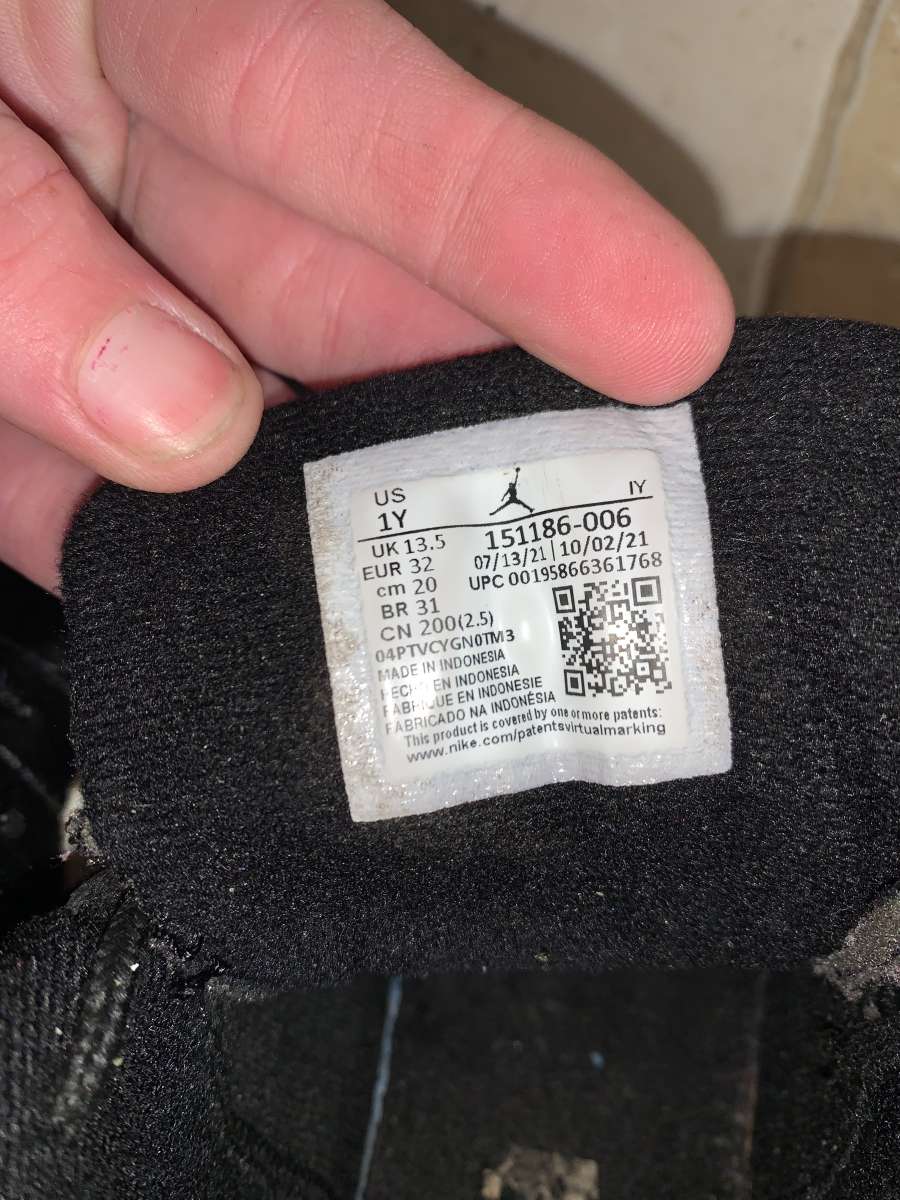 US
IY
1Y
151186-006
UK 13.5
07/13/21 | 10/02/21
EUR 32
UPC 00195866361768
cm 20
BR 31
CN 200(2.5)
04PTVCYGN0TM3
MADE IN INDONESIA
HECHO EN INDONESIA
FABRIQUE EN INDONESIE
FABRICADO NA INDONÉSIA
This product is covered by one or more patents:
www.nike.com/patentsvirtualmarking